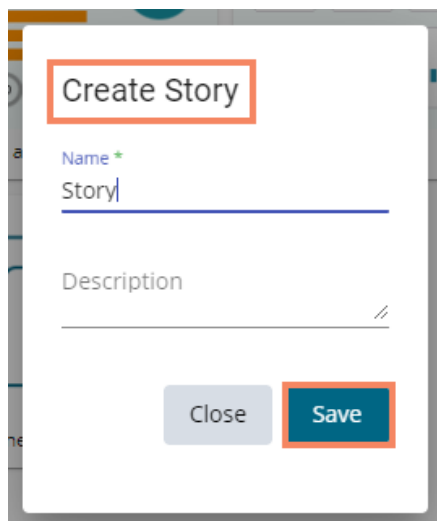 Create Story
Name *
Story
Description
Close
Save